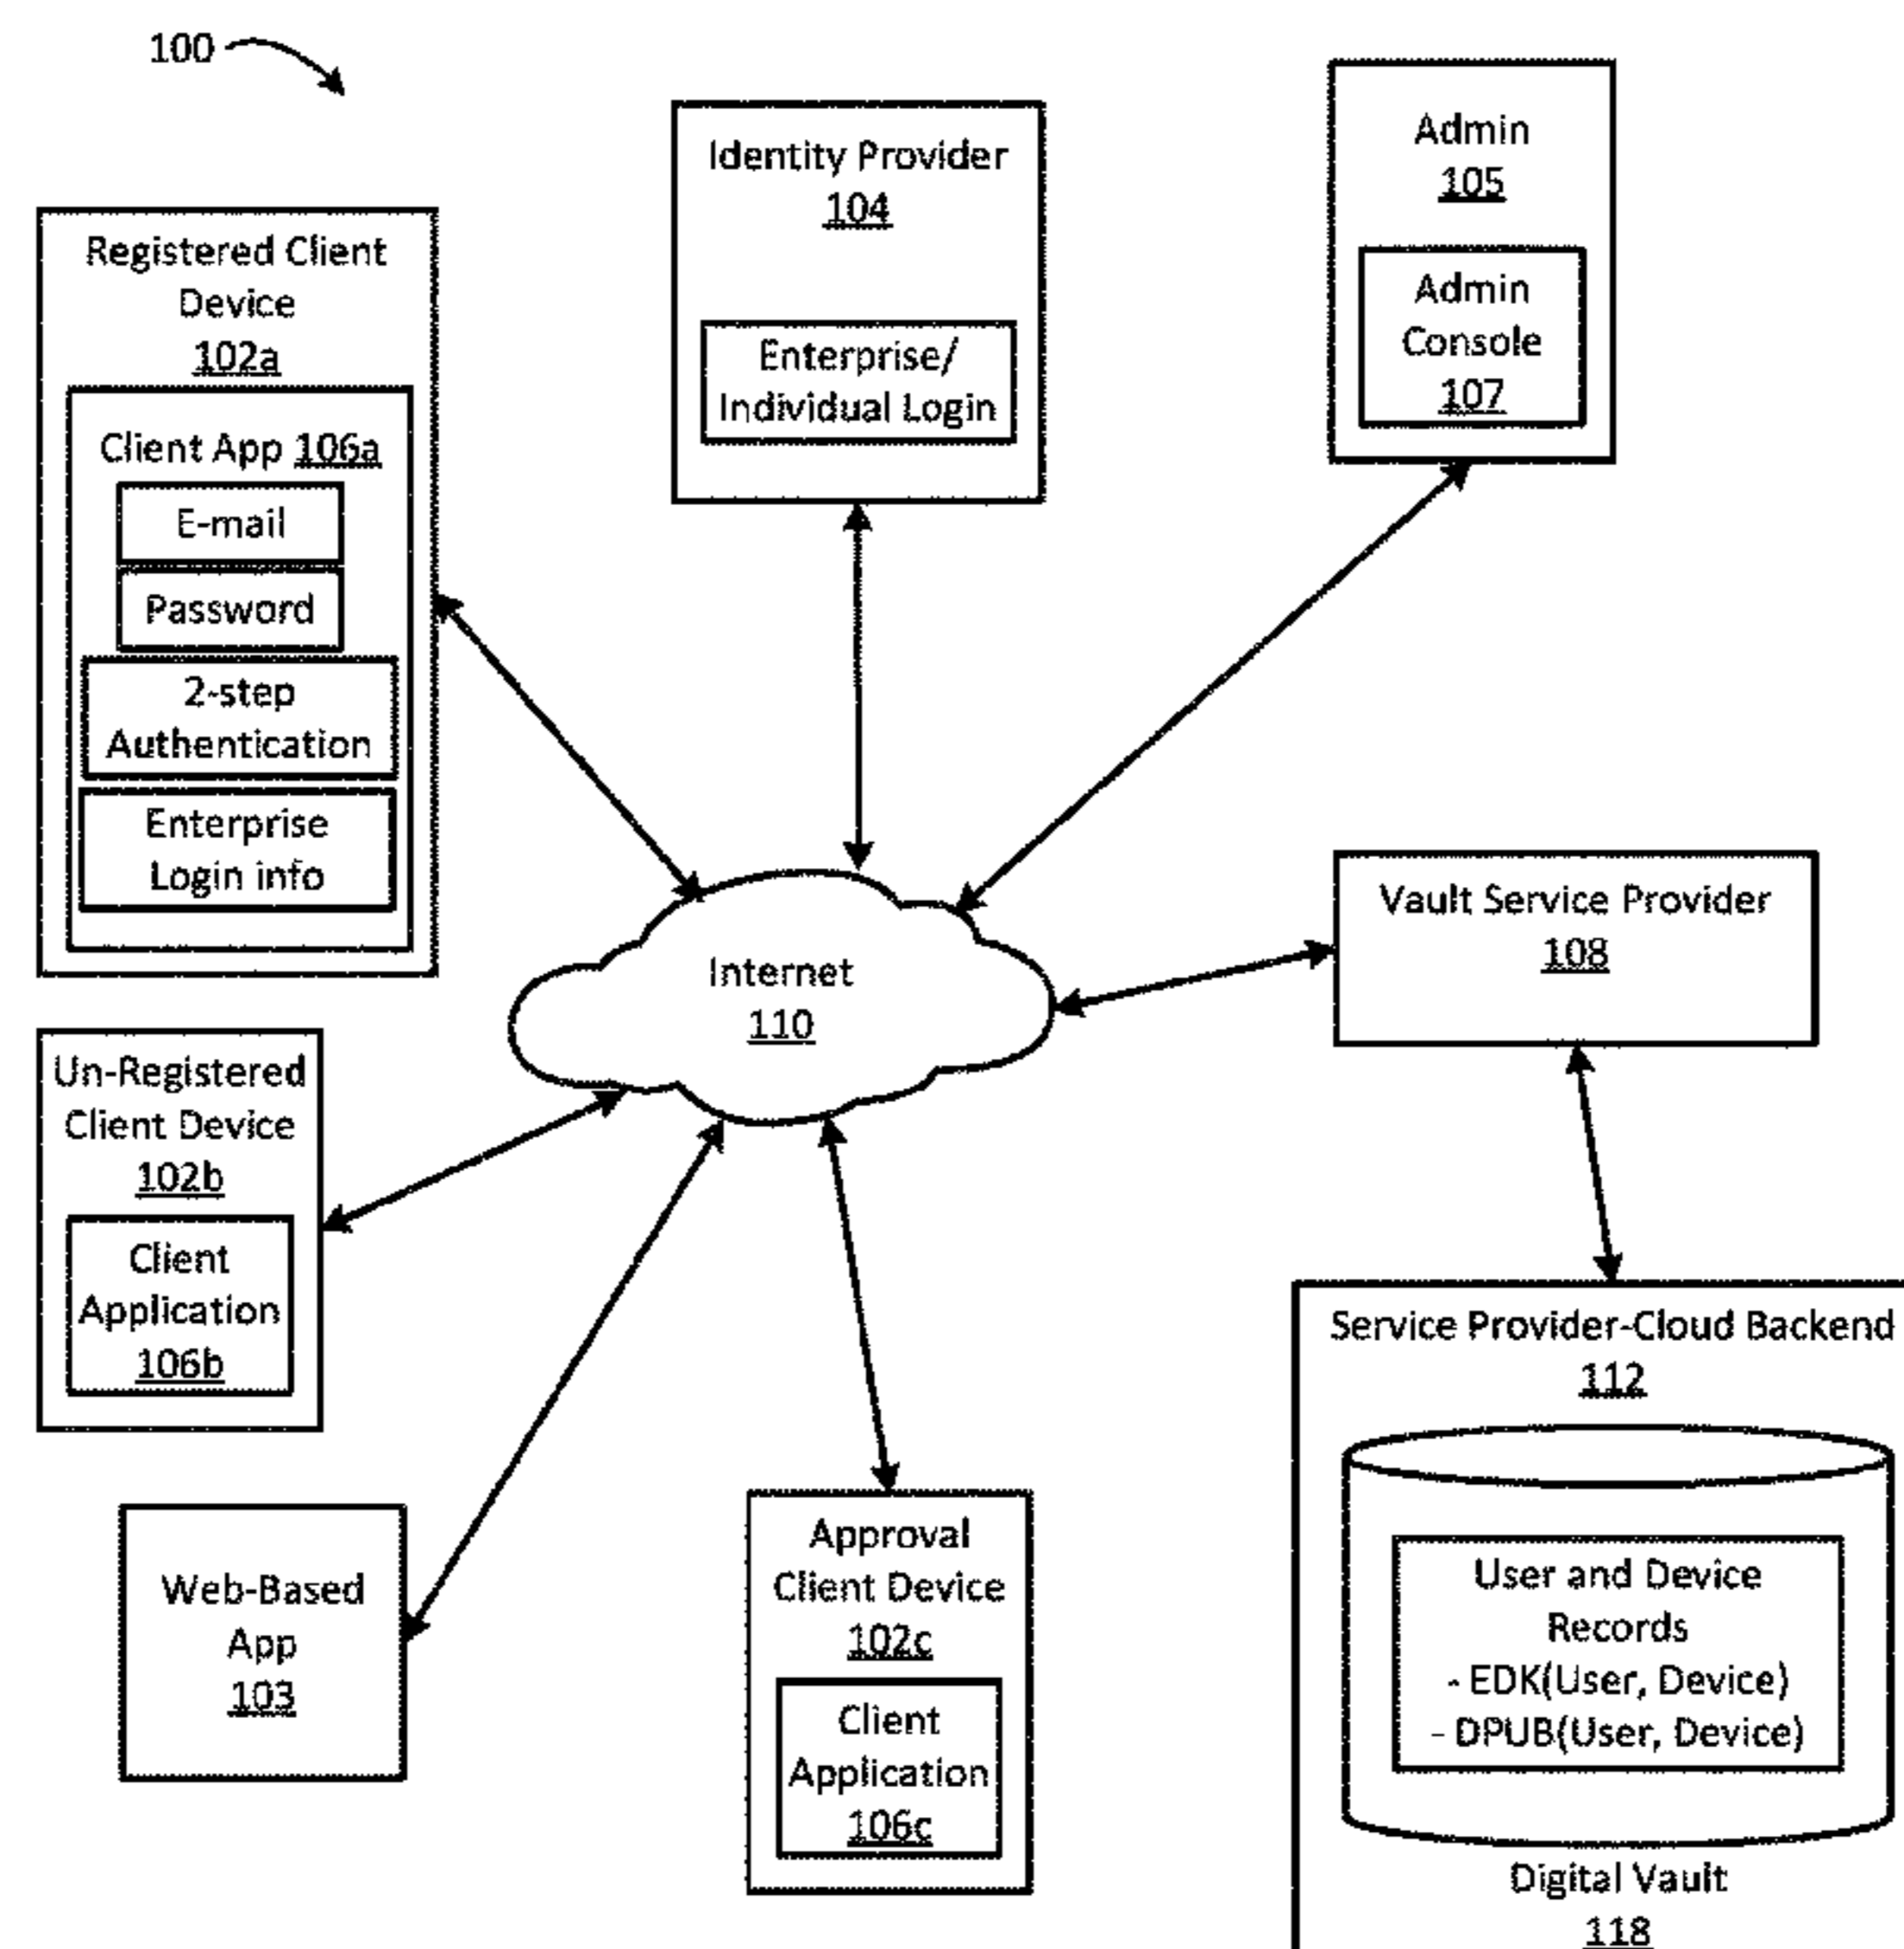 100
Identity Provider
104
Enterprise/
Individual Login
Admin
105
Admin
Console
107
Registered Client
Device
102a
Client App 106a
E-mail
Password
2-step
Authentication
Enterprise
Login info
Internet
110
Vault Service Provider
108
Un-Registered
Client Device
102b
Client
Application
106b
Web-Based
App
103
Approval
Client Device
102c
Client
Application
106c
Service Provider-Cloud Backend
112
User and Device
Records
- EDK(User, Device)
- DPUB(User, Device)
Digital Vault
118